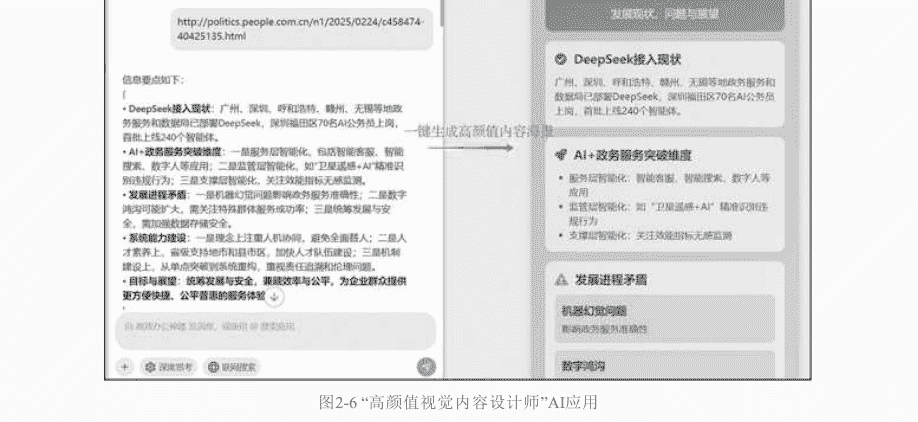 http://politics.people.com.cn/n1/2025/0224/c458474-
40425135.html
信息要点如下:
[
• DeepSeek接入现状:广州、深圳、呼和浩特、赣州、无锡等地政
务服务和数据局已部署DeepSeek,深圳福田区70名AI公务员上岗,
首批上线240个智能体。
• AI+政务服务突破维度:一是服务层智能化,包括智能客服、智能
搜索、数字人等应用;二是监管层智能化,如“卫星遥感+AI”精准识
别违规行为;三是支撑层智能化,关注效能指标无感监测。
• 发展进程矛盾:一是机器幻觉问题影响政务服务准确性;二是数字
鸿沟可能扩大,需关注特殊群体服务成功率;三是统筹发展与安
全,需加强数据存储安全。
• 系统能力建设:一是理念上注重人机协同,避免全面替人;二是人
才素养上,省级支持地市和县市区,加快人才队伍建设;三是机制
建设上,从单点突破到系统重构,重视责任追溯和伦理问题。
• 目标与展望:统筹发展与安全,兼顾效率与公平,为企业群众提供
更方便快捷、公平普惠的服务体验
深度思考
联网搜索
一键生成高颜值内容海报
发展现状、问题与展望
DeepSeek接入现状
广州、深圳、呼和浩特、赣州、无锡等地政务服务和
数据局已部署DeepSeek,深圳福田区70名AI公务员上
岗,首批上线240个智能体。
AI+政务服务突破维度
• 服务层智能化:智能客服、智能搜索、数字人等
应用
• 监管层智能化:如“卫星遥感+AI”精准识别违
规行为
• 支撑层智能化:关注效能指标无感监测
发展进程矛盾
机器幻觉问题
影响政务服务准确性
数字鸿沟
图2-6 “高颜值视觉内容设计师”AI应用